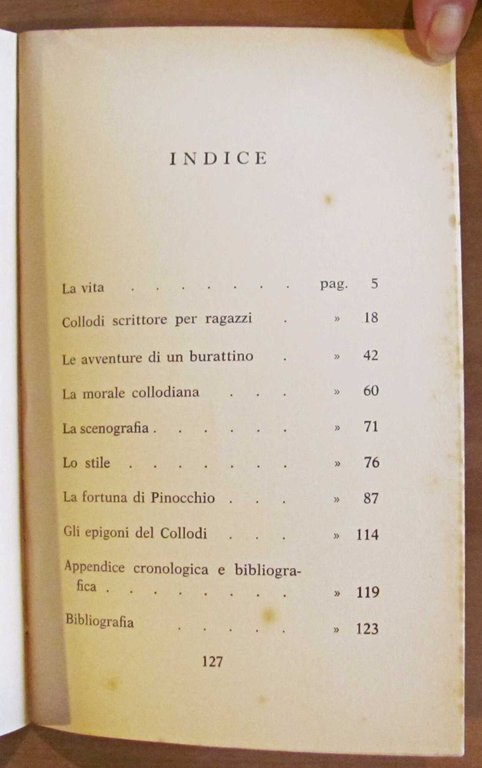 INDICE
La vita . . . . . . . pag. 5
Collodi scrittore per ragazzi . » 18
Le avventure di un burattino . » 42
La morale collodiana . . . » 60
La scenografia . . . . . » 71
Lo stile . . . . . . . » 76
La fortuna di Pinocchio . . . » 87
Gli epigoni del Collodi . . . » 114
Appendice cronologica e bibliogra-
fica . . . . . . . . » 119
Bibliografia . . . . » 123
127